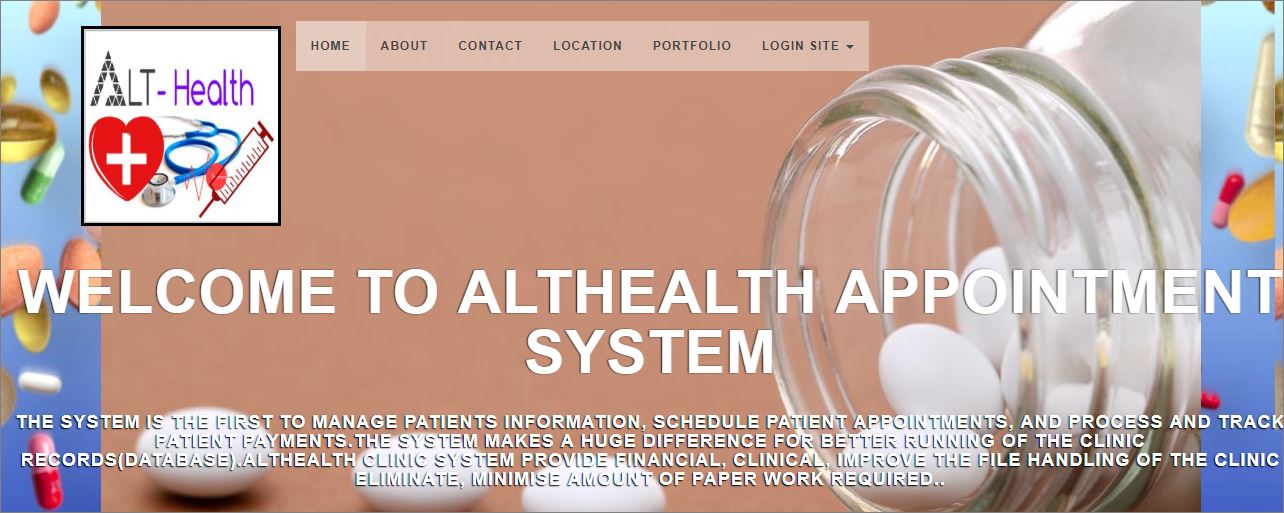 ALT-Health
HOME ABOUT CONTACT LOCATION PORTFOLIO LOGIN SITE
WELCOME TO ALTHEALTH APPOINTMENT
SYSTEM
THE SYSTEM IS THE FIRST TO MANAGE PATIENTS INFORMATION, SCHEDULE PATIENT APPOINTMENTS, AND PROCESS AND TRACK
PATIENT PAYMENTS.THE SYSTEM MAKES A HUGE DIFFERENCE FOR BETTER RUNNING OF THE CLINIC
RECORDS(DATABASE).ALTHEALTH CLINIC SYSTEM PROVIDE FINANCIAL, CLINICAL, IMPROVE THE FILE HANDLING OF THE CLINIC
ELIMINATE, MINIMISE AMOUNT OF PAPER WORK REQUIRED..